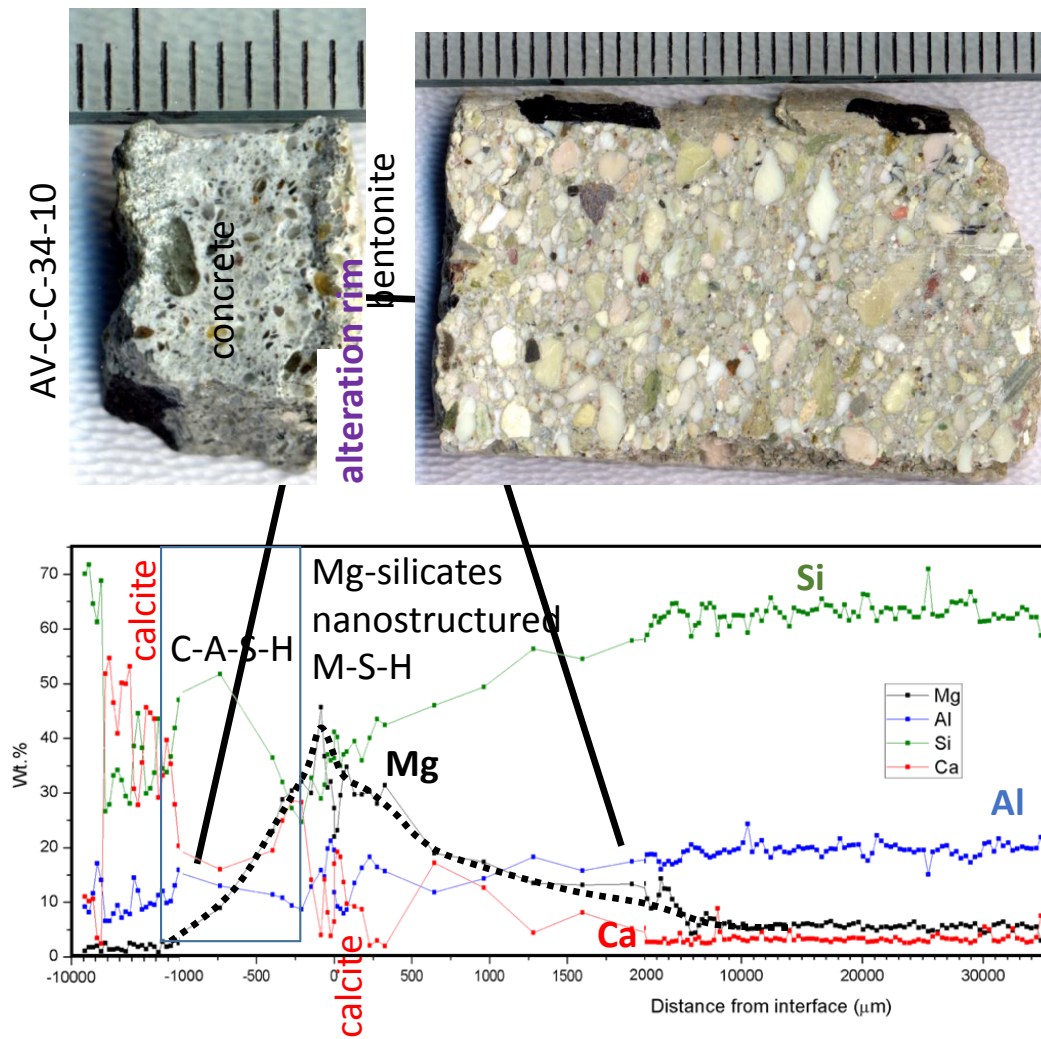 AV-C-C-34-10
concrete
alteration rim
bentonite
calcite
C-A-S-H
Mg-silicates
nanostructured
M-S-H
Si
Mg
Al
Ca
calcite
Mg
Al
Si
Ca
Wt.%
70
60
50
40
30
20
10
0
-10000
-1000
-500
0
500
1000
1500
2000
10000
20000
30000
Distance from interface (μm)